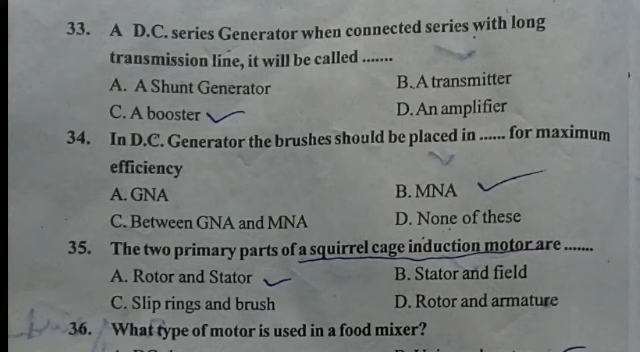 33. A D.C. series Generator when connected series with long
transmission line, it will be called .......
A. A Shunt Generator B. A transmitter
C. A booster D. An amplifier
34. In D.C. Generator the brushes should be placed in ...... for maximum
efficiency
A. GNA B. MNA
C. Between GNA and MNA D. None of these
35. The two primary parts of a squirrel cage induction motor are .......
A. Rotor and Stator B. Stator and field
C. Slip rings and brush D. Rotor and armature
36. What type of motor is used in a food mixer?